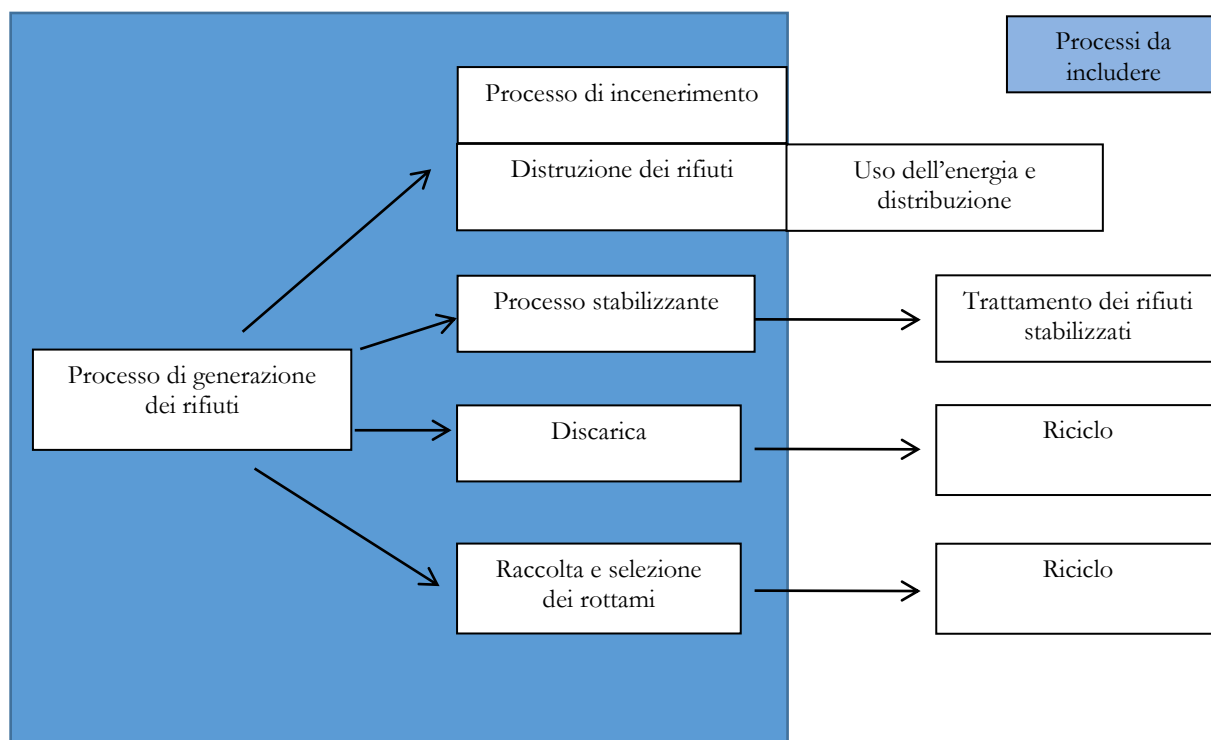 Processi da
includere
Processo di incenerimento
Distruzione dei rifiuti
Uso dell’energia e
distribuzione
Processo stabilizzante
Trattamento dei rifiuti
stabilizzati
Processo di generazione
dei rifiuti
Discarica
Riciclo
Raccolta e selezione
dei rottami
Riciclo